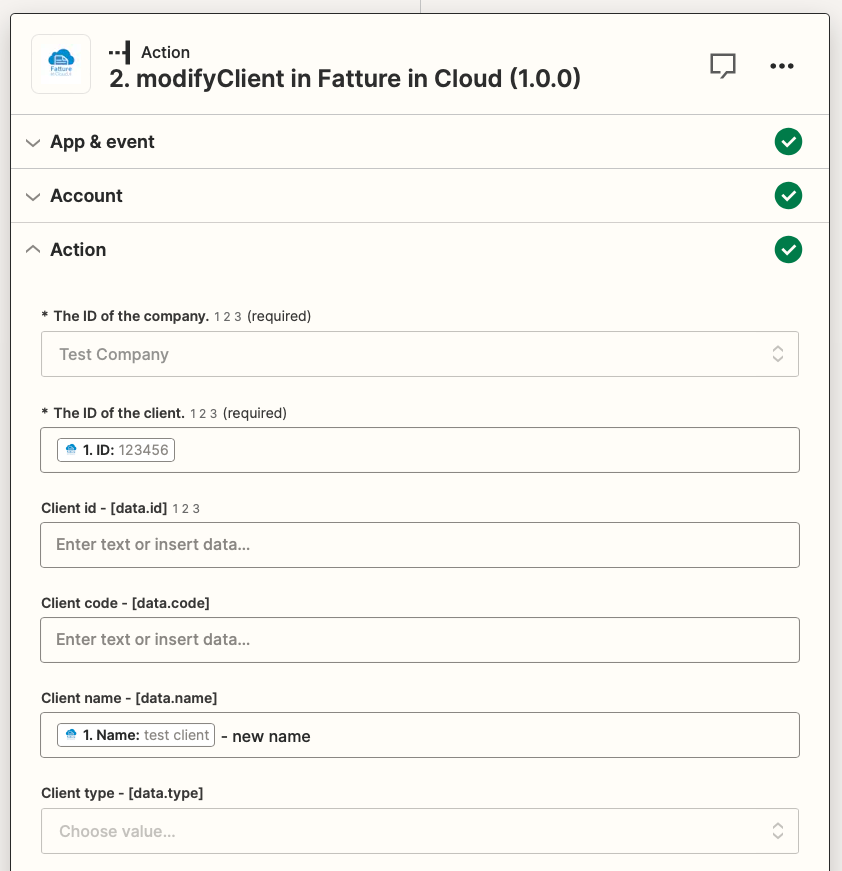 Fatture
in Cloud
Action
2. modifyClient in Fatture in Cloud (1.0.0)
App & event
Account
Action
* The ID of the company. 1 2 3 (required)
Test Company
* The ID of the client. 1 2 3 (required)
1. ID: 123456
Client id - [data.id] 1 2 3
Enter text or insert data...
Client code - [data.code]
Enter text or insert data...
Client name - [data.name]
1. Name: test client - new name
Client type - [data.type]
Choose value...